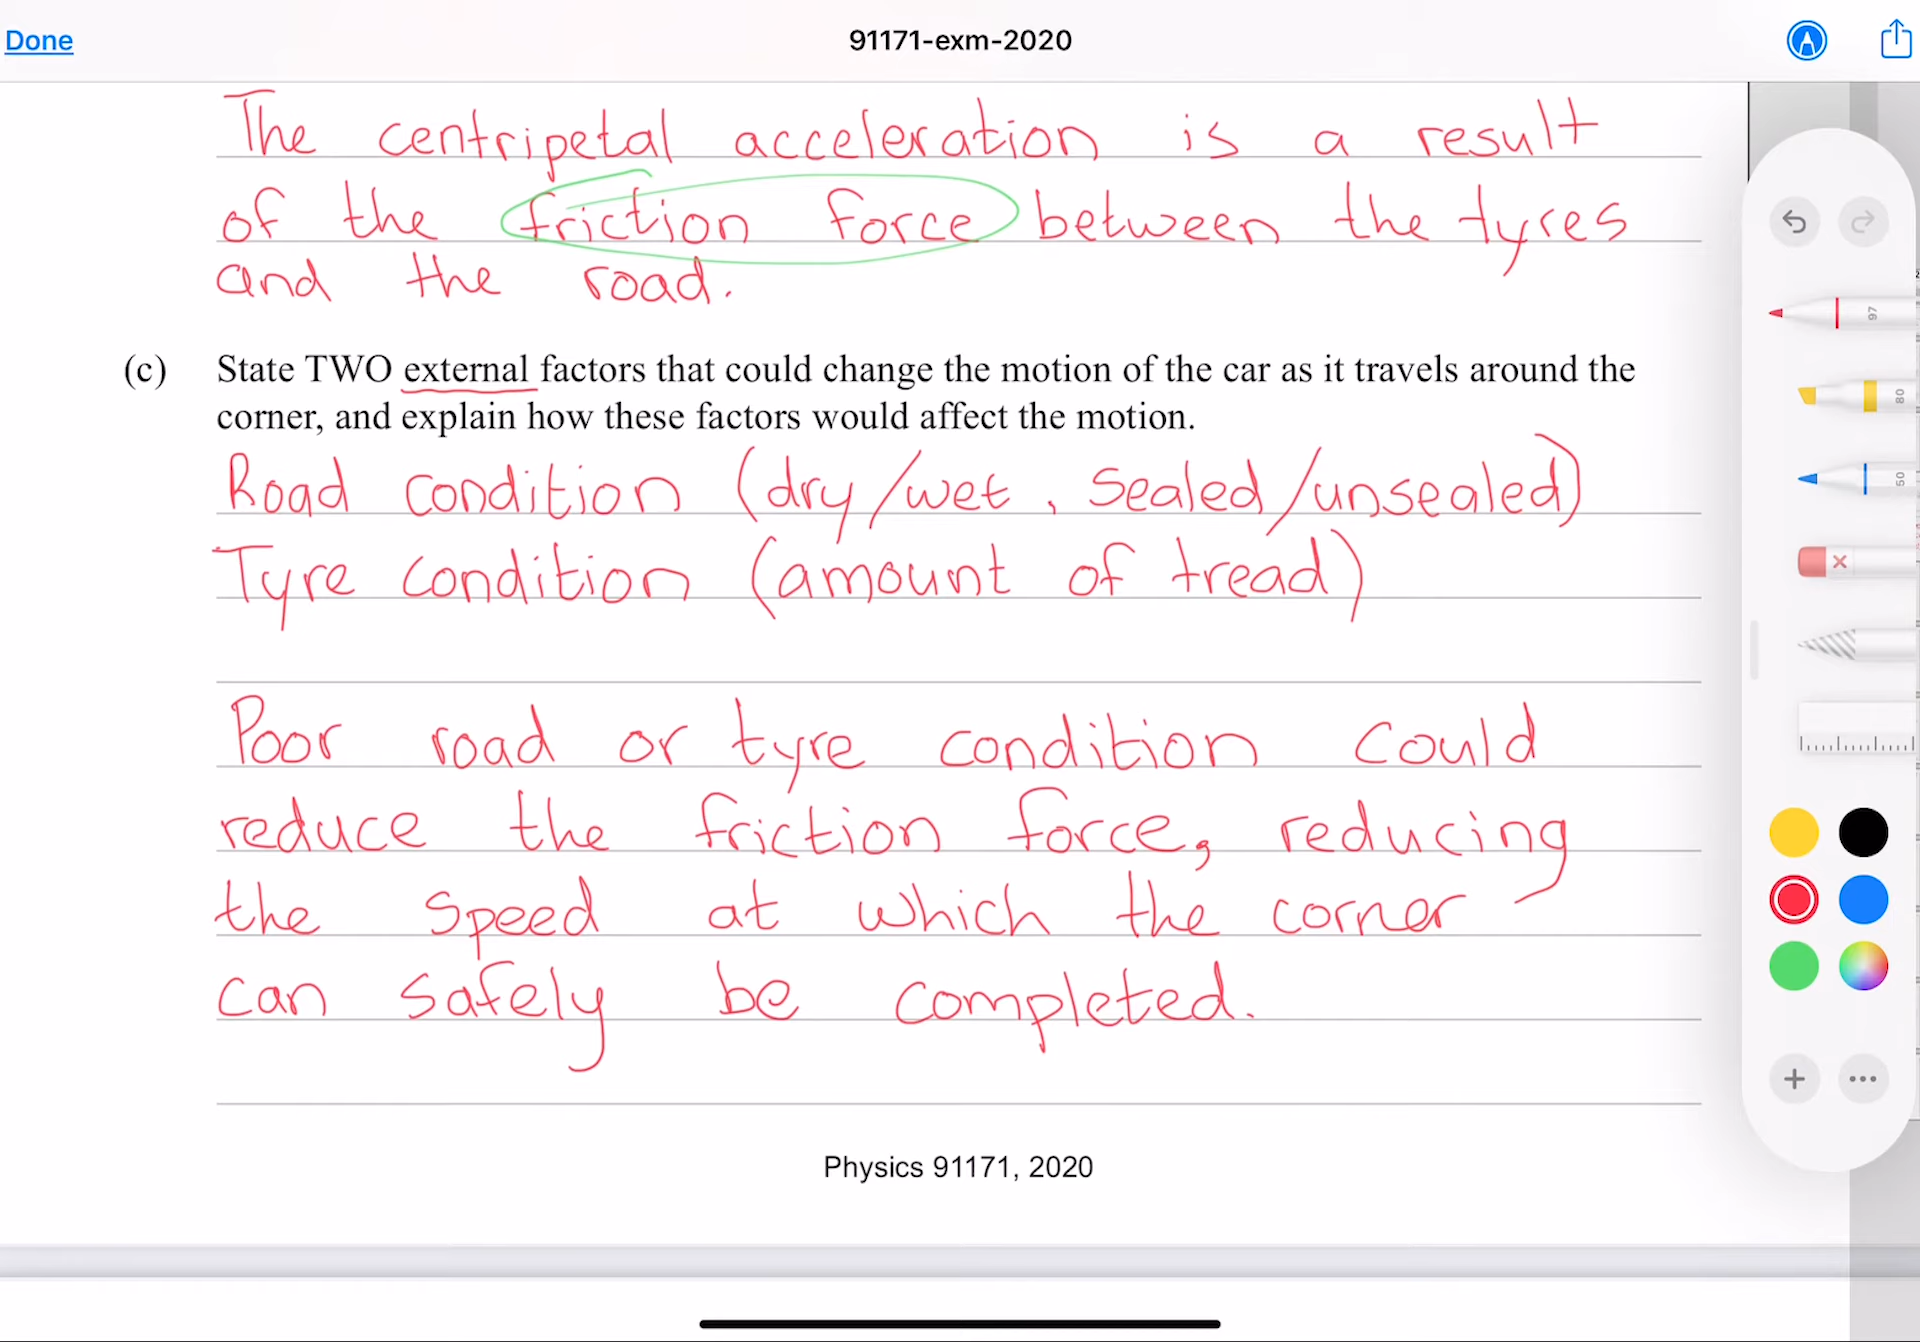 Done
91171-exm-2020
The centripetal acceleration is a result
of the friction force between the tyres
and the road.
(c) State TWO external factors that could change the motion of the car as it travels around the
corner, and explain how these factors would affect the motion.
Road condition (dry/wet, sealed/unsealed)
Tyre condition (amount of tread)
Poor road or tyre condition could
reduce the friction force, reducing
the speed at which the corner
can safely be completed.
Physics 91171, 2020
97
80
50